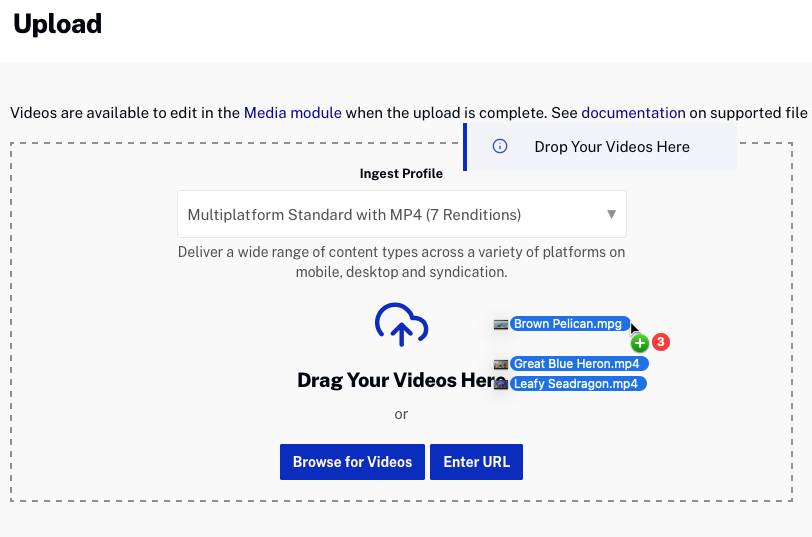 Upload
Videos are available to edit in the Media module when the upload is complete. See documentation on supported file
Drop Your Videos Here
Ingest Profile
Multiplatform Standard with MP4 (7 Renditions)
Deliver a wide range of content types across a variety of platforms on
mobile, desktop and syndication.
Brown Pelican.mpg
3
Great Blue Heron.mp4
Drag Your Videos Here
Leafy Seadragon.mp4
or
Browse for Videos
Enter URL